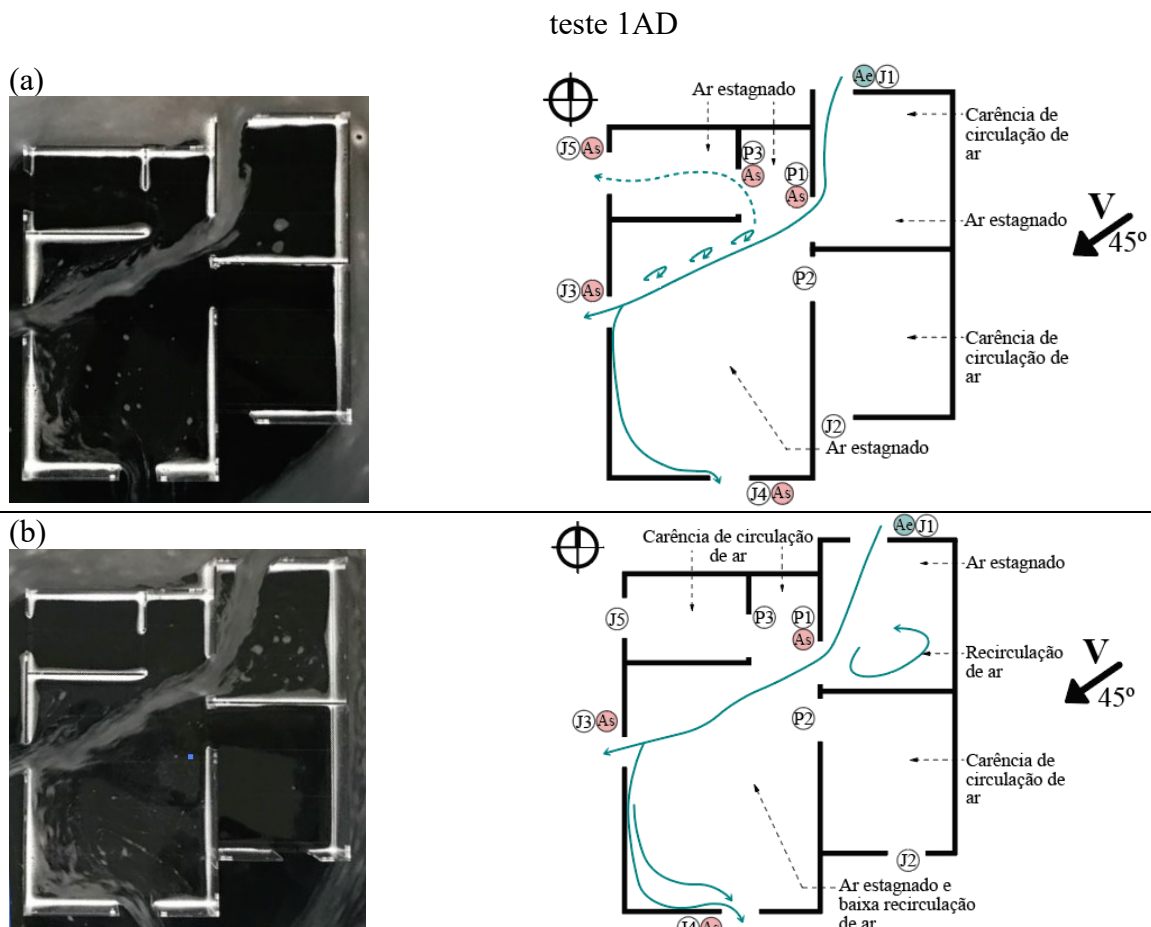 teste 1AD
(a)
Ae J1
Ar estagnado
Carência de
circulação de
ar
J5 As
P3
As
P1
As
V
45º
Ar estagnado
P2
J3 As
Carência de
circulação de
ar
J2
Ar estagnado
J4 As
(b)
Ae J1
Carência de circulação
de ar
Ar estagnado
J5
P3
P1
As
Recirculação
de ar
V
45º
J3 As
P2
Carência de
circulação de
ar
J2
Ar estagnado e
baixa recirculação
de ar
J4 As